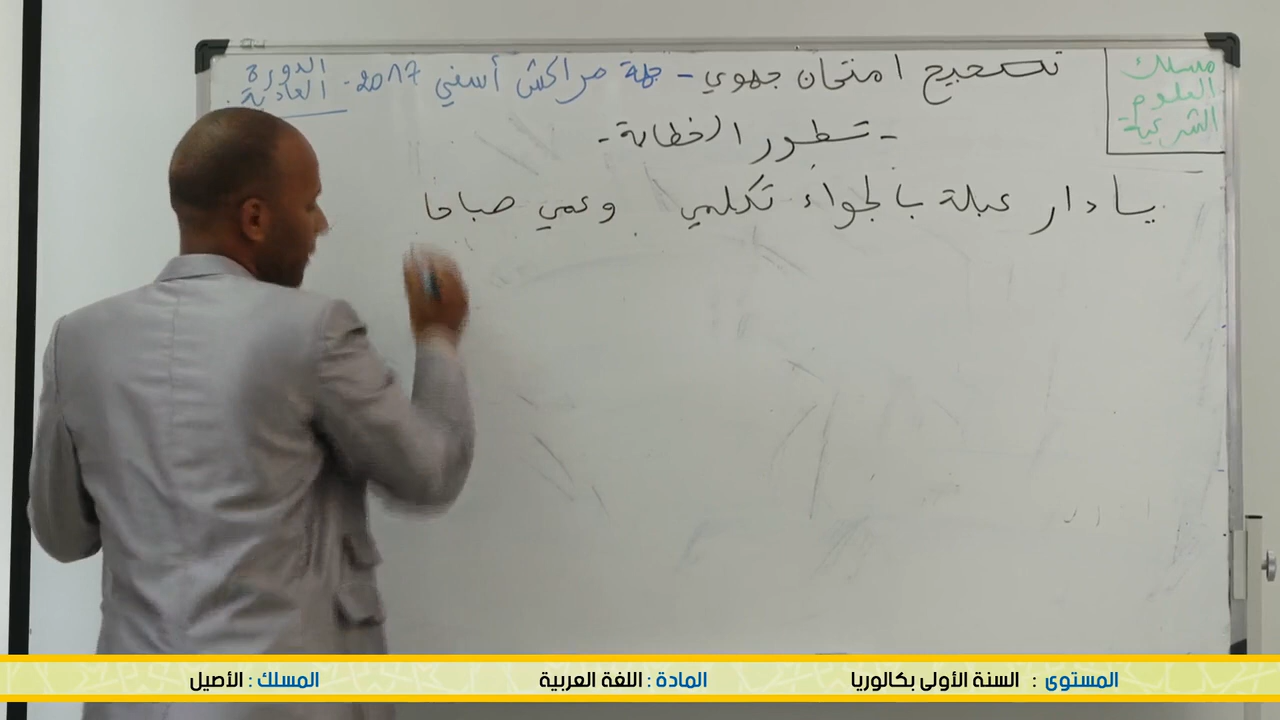 مسلك
العلوم
الشرعية
تصحيح امتحان جهوي - جهة مراكش أسفي 2017 - الدورة العادية
- تطور الخطابة -
يا دار عبلة بالجواء تكلمي وعمي صباحا
المستوى : السنة الأولى بكالوريا
المادة : اللغة العربية
المسلك : الأصيل